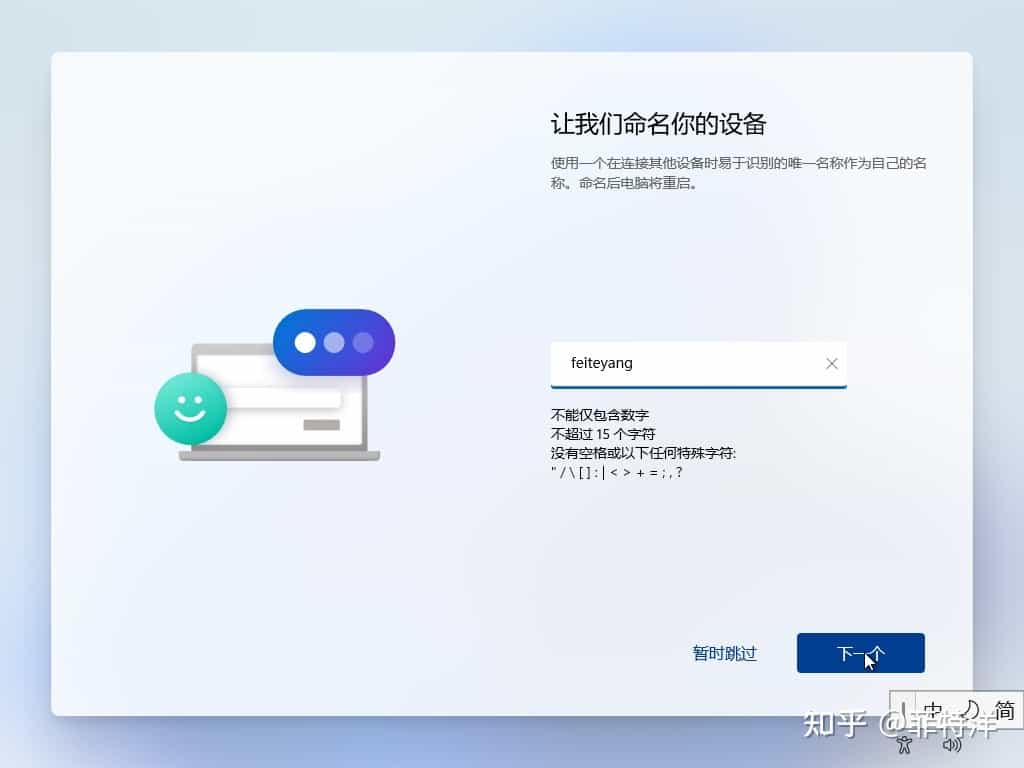 让我们命名你的设备
使用一个在连接其他设备时易于识别的唯一名称作为自己的名
称。命名后电脑将重启。
feiteyang
不能仅包含数字
不超过 15 个字符
没有空格或以下任何特殊字符:
" / \ [ ] : | < > + = ; , ?
暂时跳过
下一个
中
简
知乎 @菲特洋